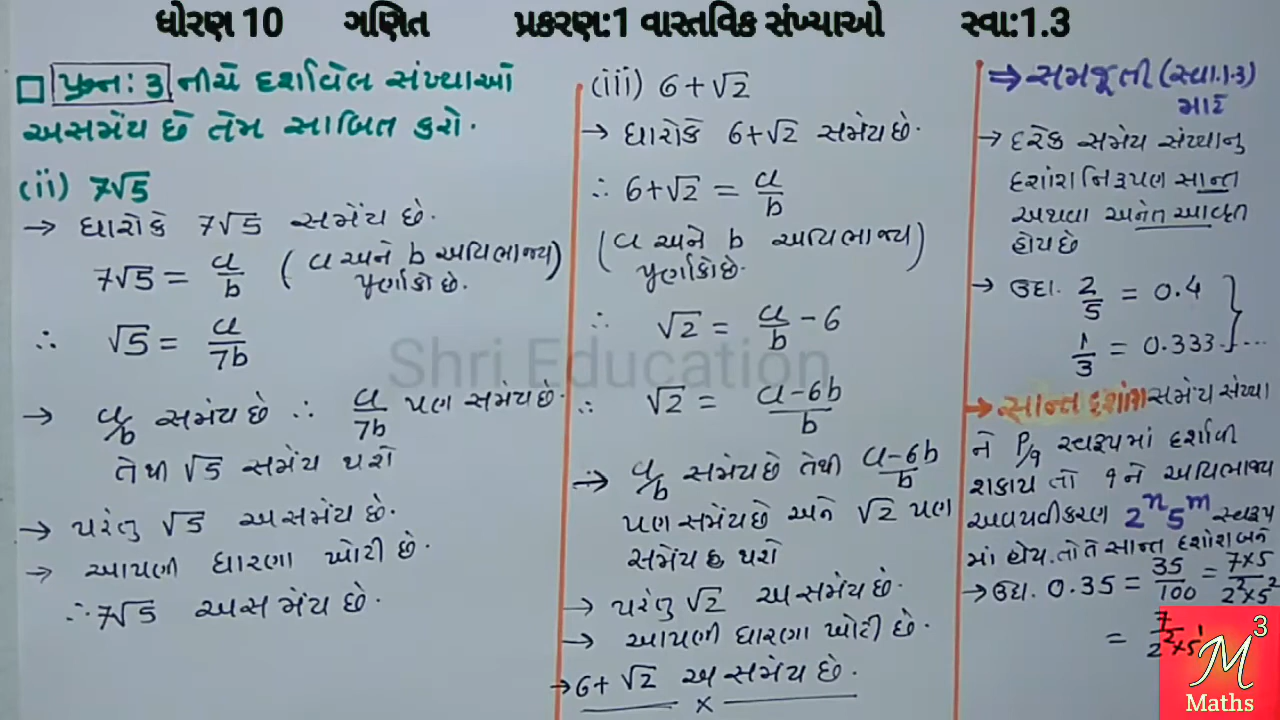 ધોરણ 10 ગણિત પ્રકરણ:1 વાસ્તવિક સંખ્યાઓ સ્વા:1.3
પ્રશ્ન: 3 નીચે દર્શાવેલ સંખ્યાઓ
અસમેંય છે તેમ સાબિત કરો.
(ii) 7√5
→ ધારોકે 7√5 સમેંય છે.
7√5 = a/b (a અને b અવિભાજ્ય
પૂર્ણાંકો છે.)
∴ √5 = a/7b
→ a/b સમેંય છે ∴ a/7b પણ સમેંય છે.
તેથી √5 સમેંય થશે
→ પરંતુ √5 અસમેંય છે.
→ આપણી ધારણા ખોટી છે.
∴ 7√5 અસમેંય છે.
(iii) 6+√2
→ ધારોકે 6+√2 સમેય છે.
∴ 6+√2 = a/b
(a અને b અવિભાજ્ય
પૂર્ણાંકો છે.)
∴ √2 = a/b - 6
∴ √2 = a-6b/b
→ a/b સમેંય છે તેથી a-6b/b
પણ સમેંય છે અને √2 પણ
સમેંય થશે
→ પરંતુ √2 અસમેંય છે.
→ આપણી ધારણા ખોટી છે.
→ 6+√2 અસમેંય છે.
x
⇒ સમજૂતી (સ્વા.1.3)
માટે
→ દરેક સમેય સંખ્યાનુ
દશાંશ નિરૂપણ સાન્ત
અથવા અનંત આવૃત
હોય છે
→ ઉદા. 2/5 = 0.4
1/3 = 0.333...
→ સાન્ત દશાંશ સમેય સંખ્યા
ને P/q સ્વરૂપમાં દર્શાવી
શકાય તો q ને અવિભાજ્ય
અવયવીકરણ 2ⁿ5ᵐ સ્વરૂપ
માં હોય. તો તે સાન્ત દશાંશ બને
→ ઉદા. 0.35 = 35/100 = 7×5/2²×5²
= 7/2²×5¹
Shri Education
M³
Maths